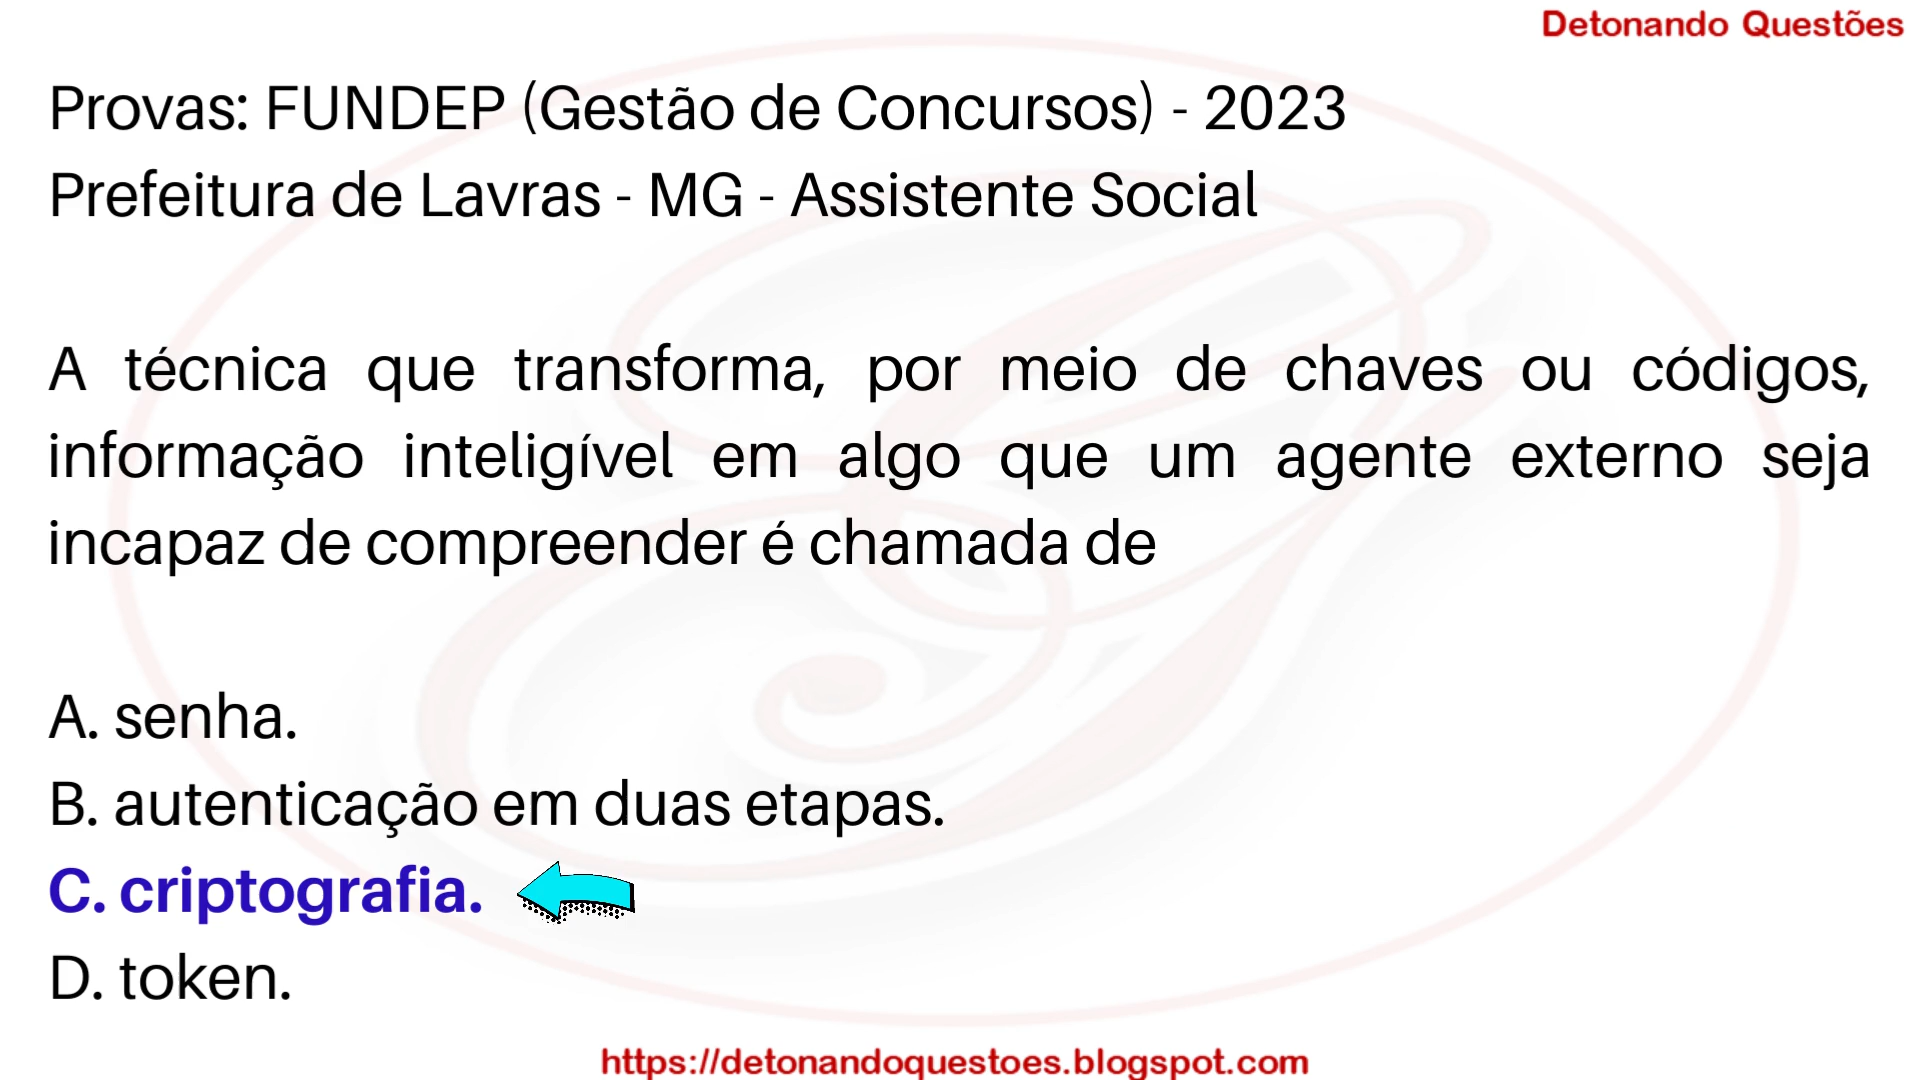 Detonando Questões
Provas: FUNDEP (Gestão de Concursos) - 2023
Prefeitura de Lavras - MG - Assistente Social
A técnica que transforma, por meio de chaves ou códigos,
informação inteligível em algo que um agente externo seja
incapaz de compreender é chamada de
A. senha.
B. autenticação em duas etapas.
C. criptografia.
D. token.
https://detonandoquestoes.blogspot.com